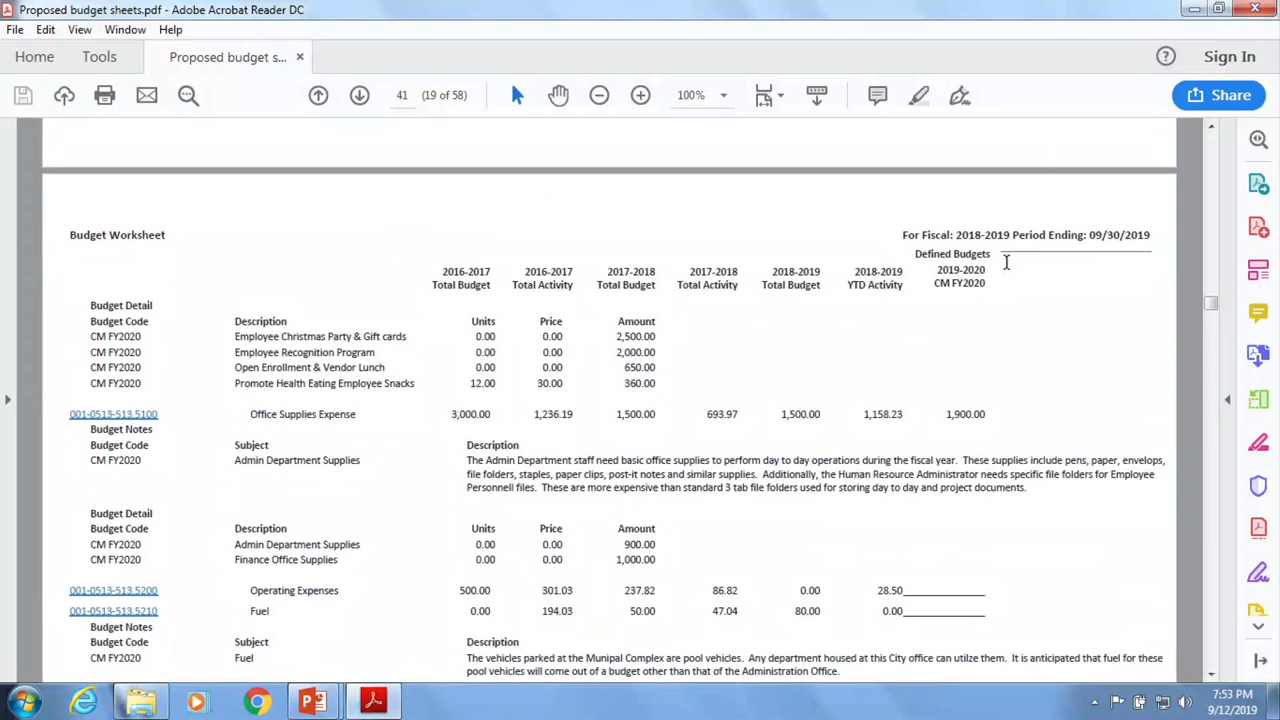 Proposed budget sheets.pdf - Adobe Acrobat Reader DC
File Edit View Window Help
Home Tools Proposed budget s... × Sign In
41 (19 of 58) 100% Share
Budget Worksheet For Fiscal: 2018-2019 Period Ending: 09/30/2019
Defined Budgets
2016-2017 2016-2017 2017-2018 2017-2018 2018-2019 2018-2019 2019-2020
Total Budget Total Activity Total Budget Total Activity Total Budget YTD Activity CM FY2020
Budget Detail
Budget Code Description Units Price Amount
CM FY2020 Employee Christmas Party & Gift cards 0.00 0.00 2,500.00
CM FY2020 Employee Recognition Program 0.00 0.00 2,000.00
CM FY2020 Open Enrollment & Vendor Lunch 0.00 0.00 650.00
CM FY2020 Promote Health Eating Employee Snacks 12.00 30.00 360.00
001-0513-513.5100 Office Supplies Expense 3,000.00 1,236.19 1,500.00 693.97 1,500.00 1,158.23 1,900.00
Budget Notes
Budget Code Subject Description
CM FY2020 Admin Department Supplies The Admin Department staff need basic office supplies to perform day to day operations during the fiscal year. These supplies include pens, paper, envelops,
file folders, staples, paper clips, post-it notes and similar supplies. Additionally, the Human Resource Administrator needs specific file folders for Employee
Personnell files. These are more expensive than standard 3 tab file folders used for storing day to day and project documents.
Budget Detail
Budget Code Description Units Price Amount
CM FY2020 Admin Department Supplies 0.00 0.00 900.00
CM FY2020 Finance Office Supplies 0.00 0.00 1,000.00
001-0513-513.5200 Operating Expenses 500.00 301.03 237.82 86.82 0.00 28.50
001-0513-513.5210 Fuel 0.00 194.03 50.00 47.04 80.00 0.00
Budget Notes
Budget Code Subject Description
CM FY2020 Fuel The vehicles parked at the Munipal Complex are pool vehicles. Any department housed at this City office can utilze them. It is anticipated that fuel for these
pool vehicles will come out of a budget other than that of the Administration Office.
7:53 PM
9/12/2019